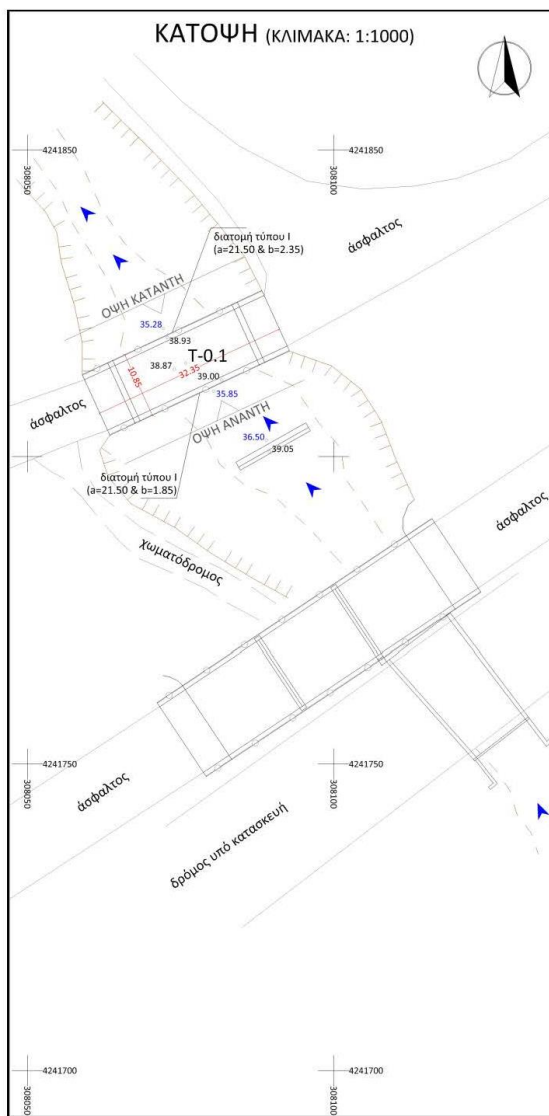 ΚΑΤΟΨΗ (ΚΛΙΜΑΚΑ: 1:1000)
4241850
4241850
308050
308100
άσφαλτος
διατομή τύπου Ι
(a=21.50 & b=2.35)
ΟΨΗ ΚΑΤΑΝΤΗ
35.28
38.93
T-0.1
38.87
32.35
10.85
39.00
35.85
άσφαλτος
ΟΨΗ ΑΝΑΝΤΗ
36.50
39.05
διατομή τύπου Ι
(a=21.50 & b=1.85)
άσφαλτος
χωματόδρομος
4241750
4241750
308050
308100
άσφαλτος
δρόμος υπό κατασκευή
4241700
4241700
308050
308100